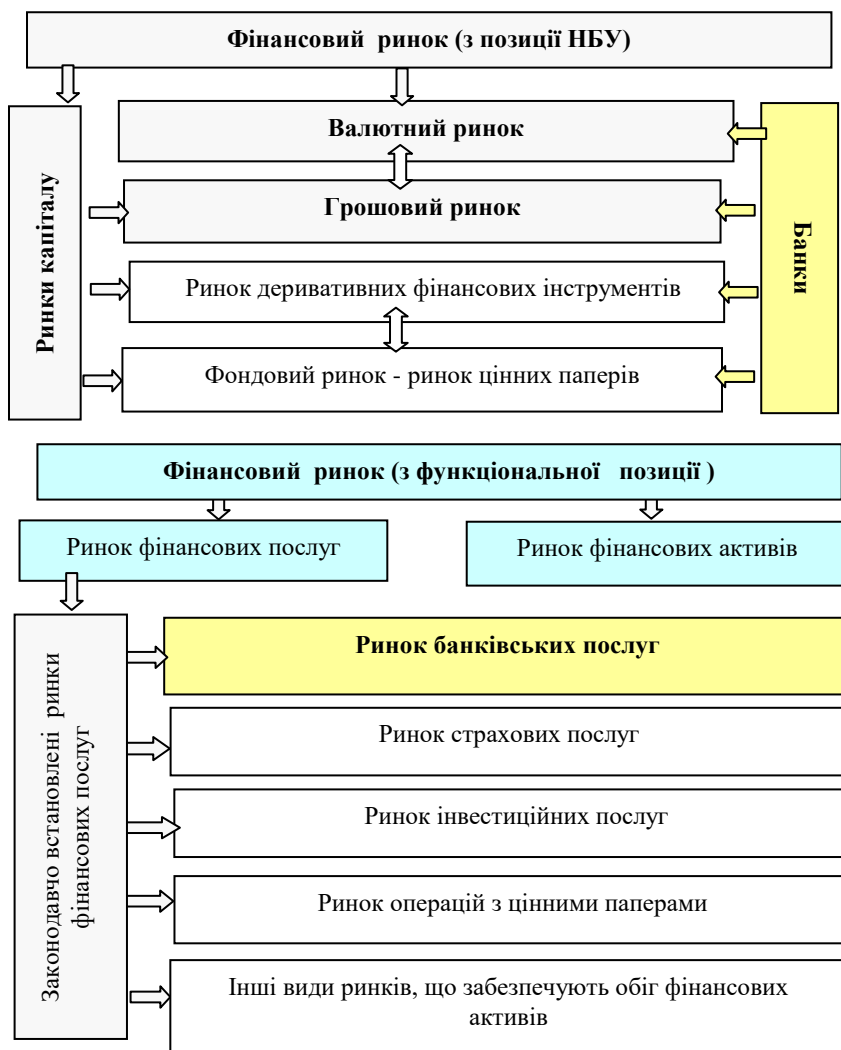 Фінансовий ринок (з позиції НБУ)
Ринки капіталу
Валютний ринок
Грошовий ринок
Ринок деривативних фінансових інструментів
Фондовий ринок - ринок цінних паперів
Банки
Фінансовий ринок (з функціональної позиції )
Ринок фінансових послуг
Ринок фінансових активів
Законодавчо встановлені ринки
фінансових послуг
Ринок банківських послуг
Ринок страхових послуг
Ринок інвестиційних послуг
Ринок операцій з цінними паперами
Інші види ринків, що забезпечують обіг фінансових
активів